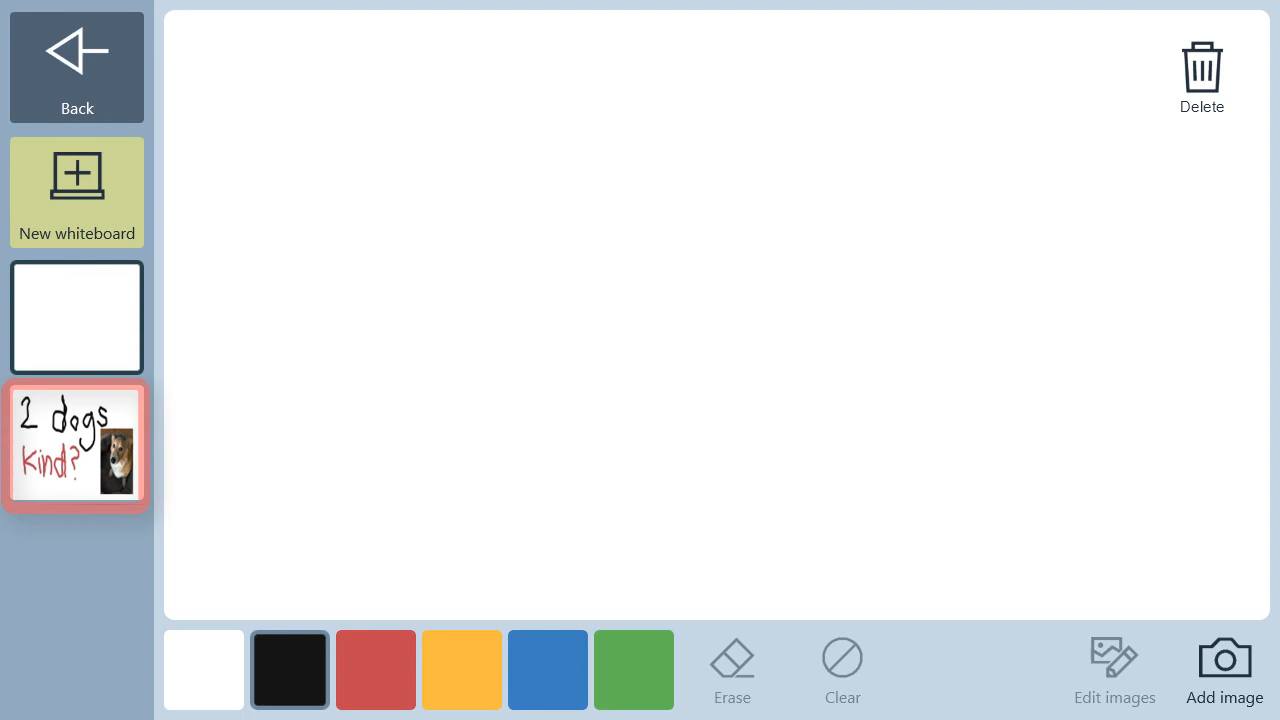 Back
Delete
New whiteboard
2 dogs
Kind?
Erase
Clear
Edit images
Add image